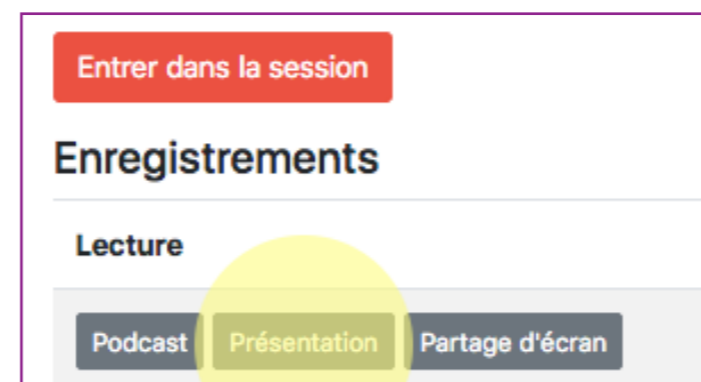 Entrer dans la session
Enregistrements
Lecture
Podcast Présentation Partage d'écran